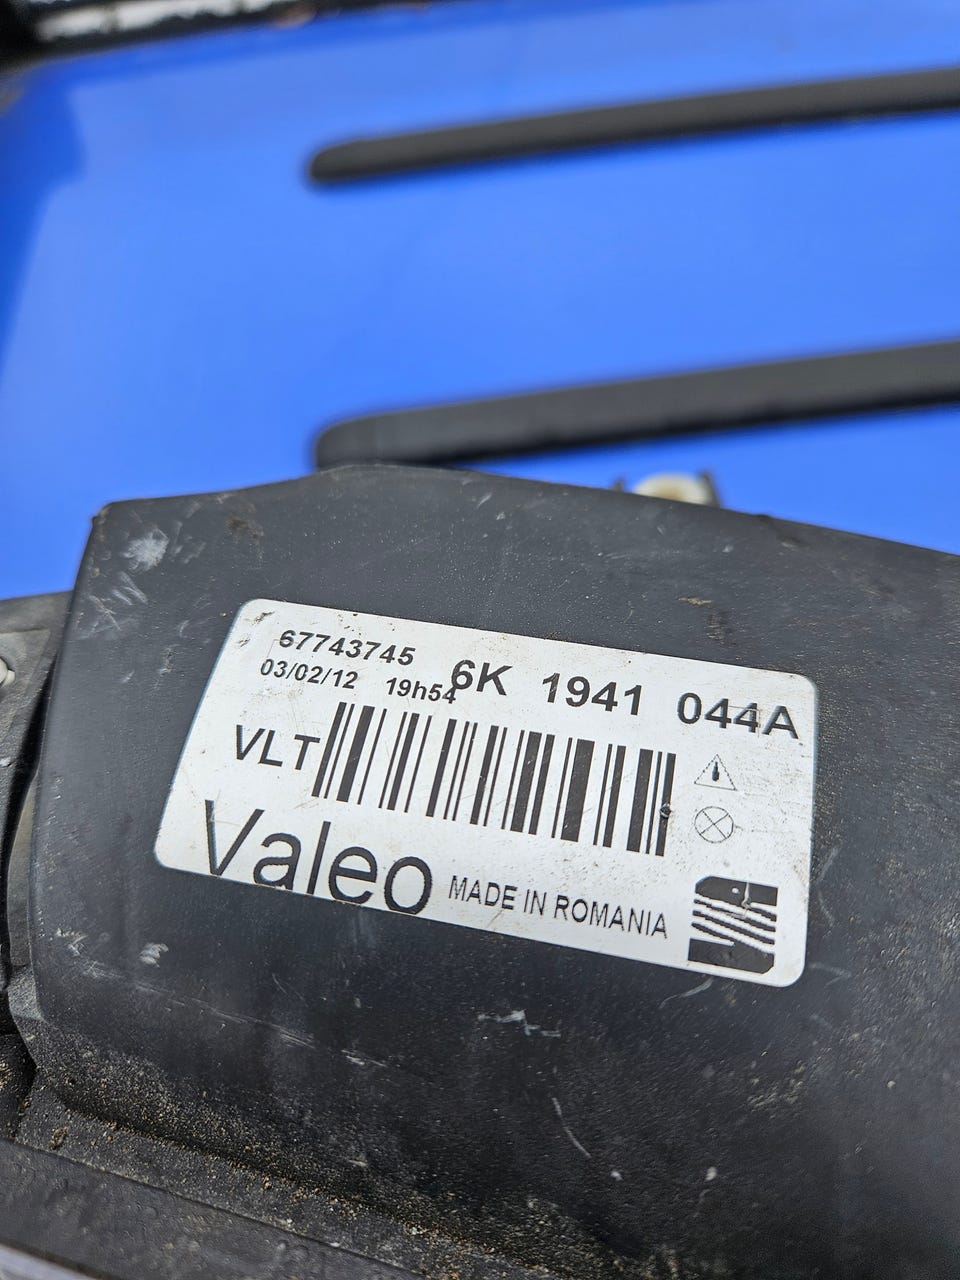 67743745 6K 1941 044A
03/02/12 19h54
VLT
Valeo MADE IN ROMANIA